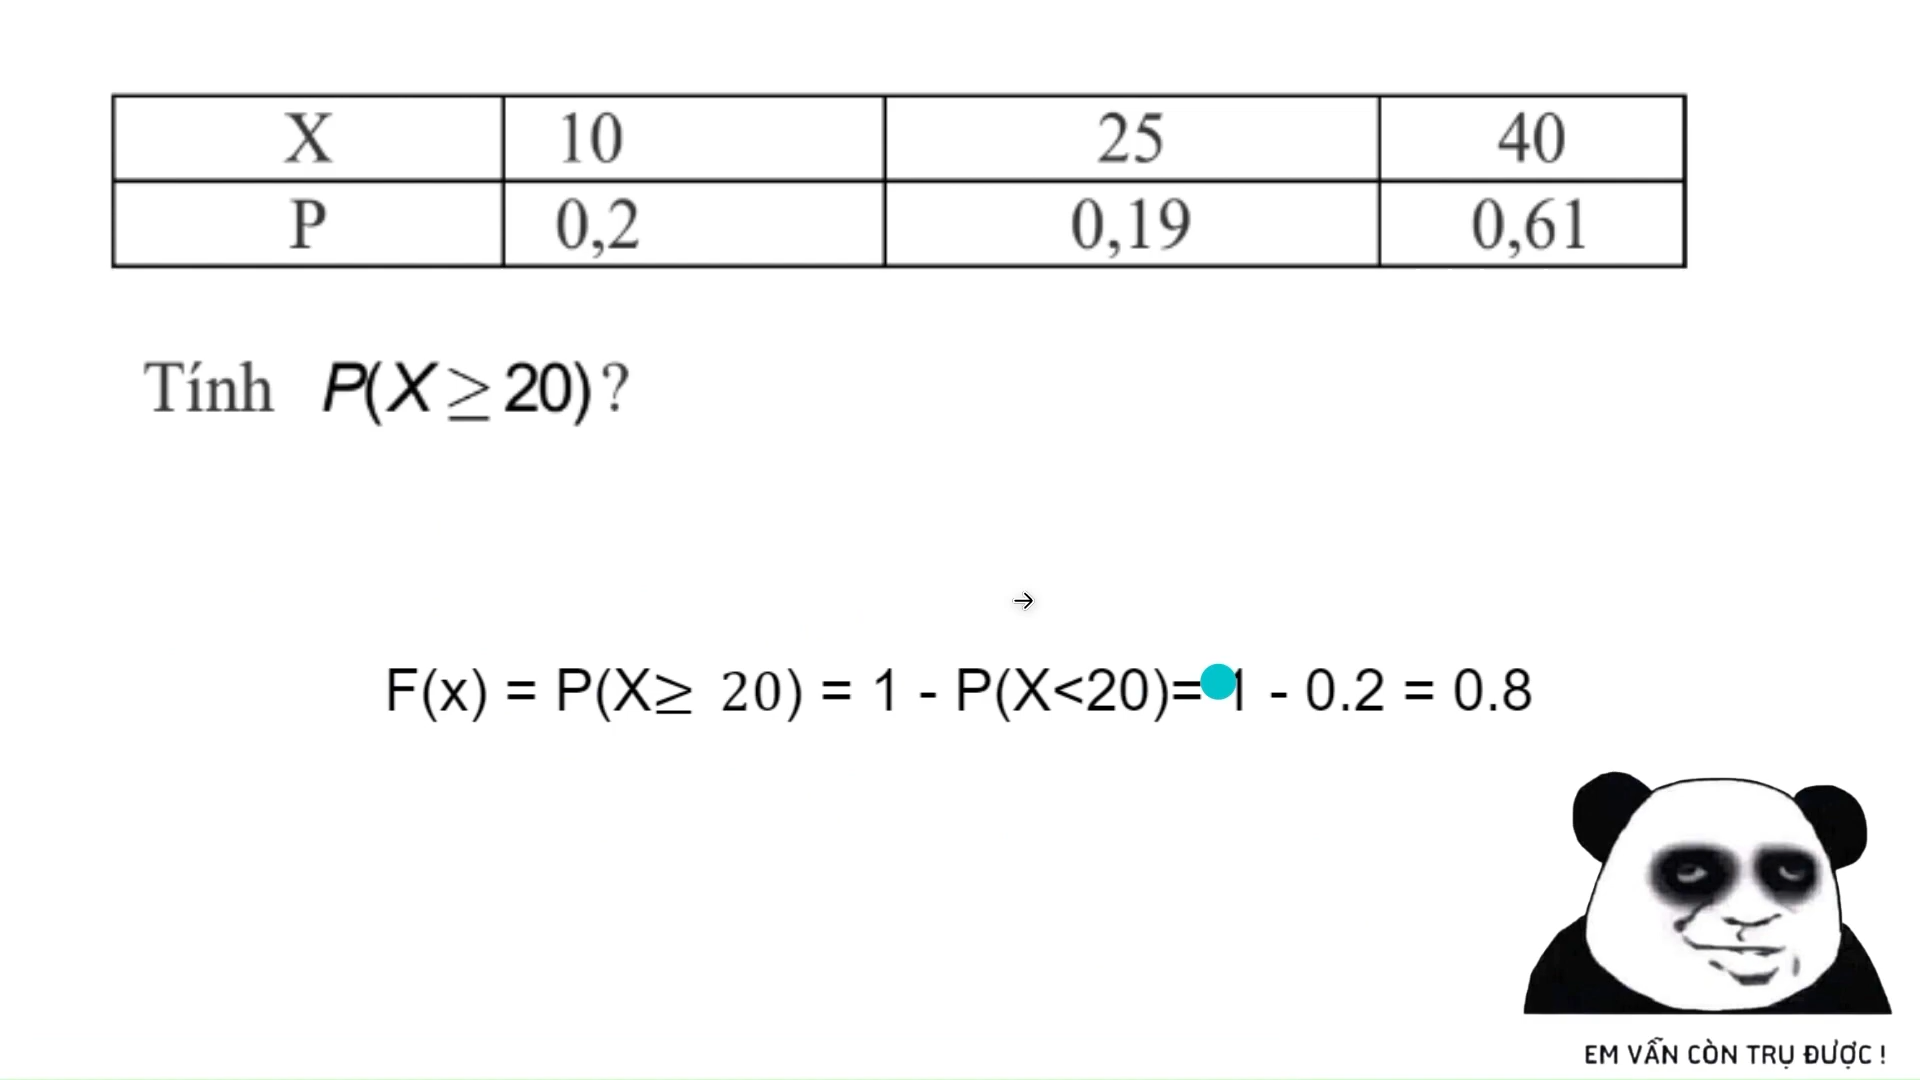 X 10 25 40
P 0,2 0,19 0,61
Tính P(X ≥ 20)?
F(x) = P(X≥ 20) = 1 - P(X<20)= 1 - 0.2 = 0.8
EM VẪN CÒN TRỤ ĐƯỢC !